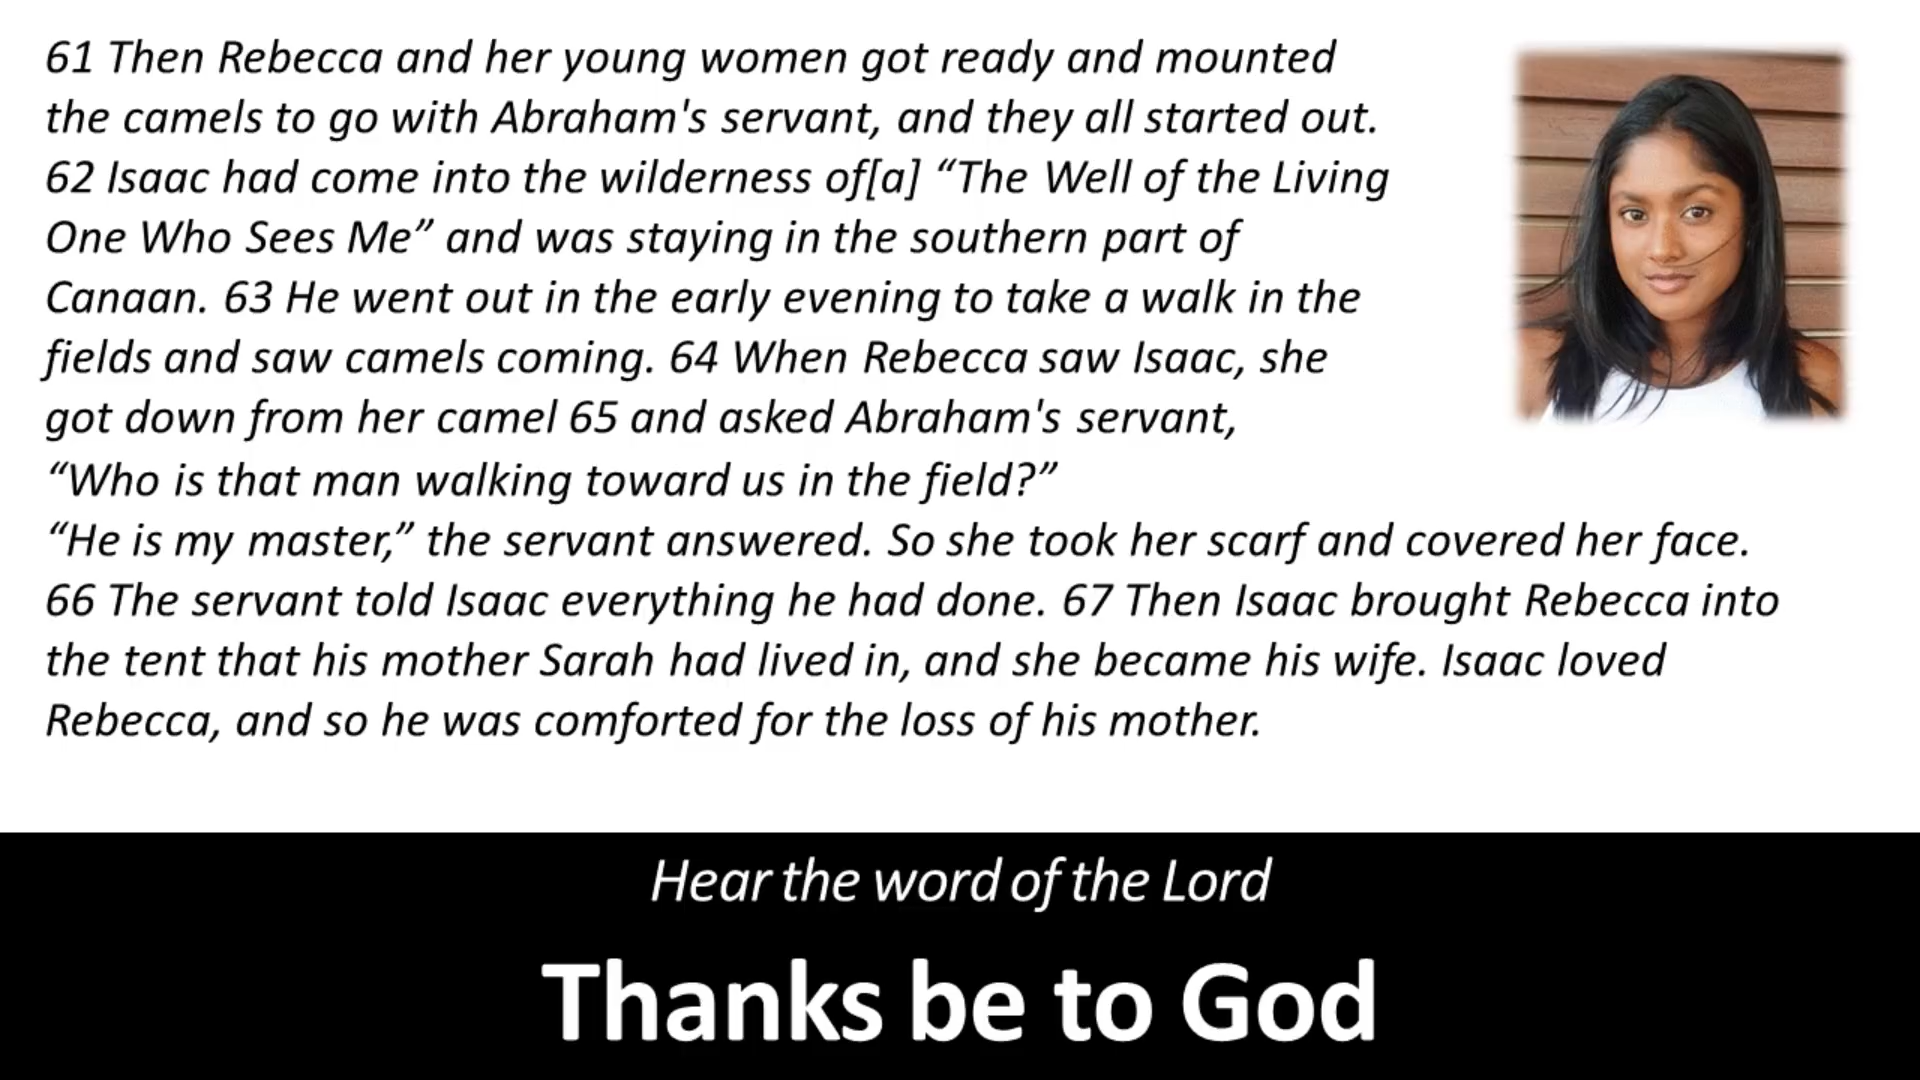 61 Then Rebecca and her young women got ready and mounted
the camels to go with Abraham's servant, and they all started out.
62 Isaac had come into the wilderness of[a] “The Well of the Living
One Who Sees Me” and was staying in the southern part of
Canaan. 63 He went out in the early evening to take a walk in the
fields and saw camels coming. 64 When Rebecca saw Isaac, she
got down from her camel 65 and asked Abraham's servant,
“Who is that man walking toward us in the field?”
“He is my master,” the servant answered. So she took her scarf and covered her face.
66 The servant told Isaac everything he had done. 67 Then Isaac brought Rebecca into
the tent that his mother Sarah had lived in, and she became his wife. Isaac loved
Rebecca, and so he was comforted for the loss of his mother.
Hear the word of the Lord
Thanks be to God